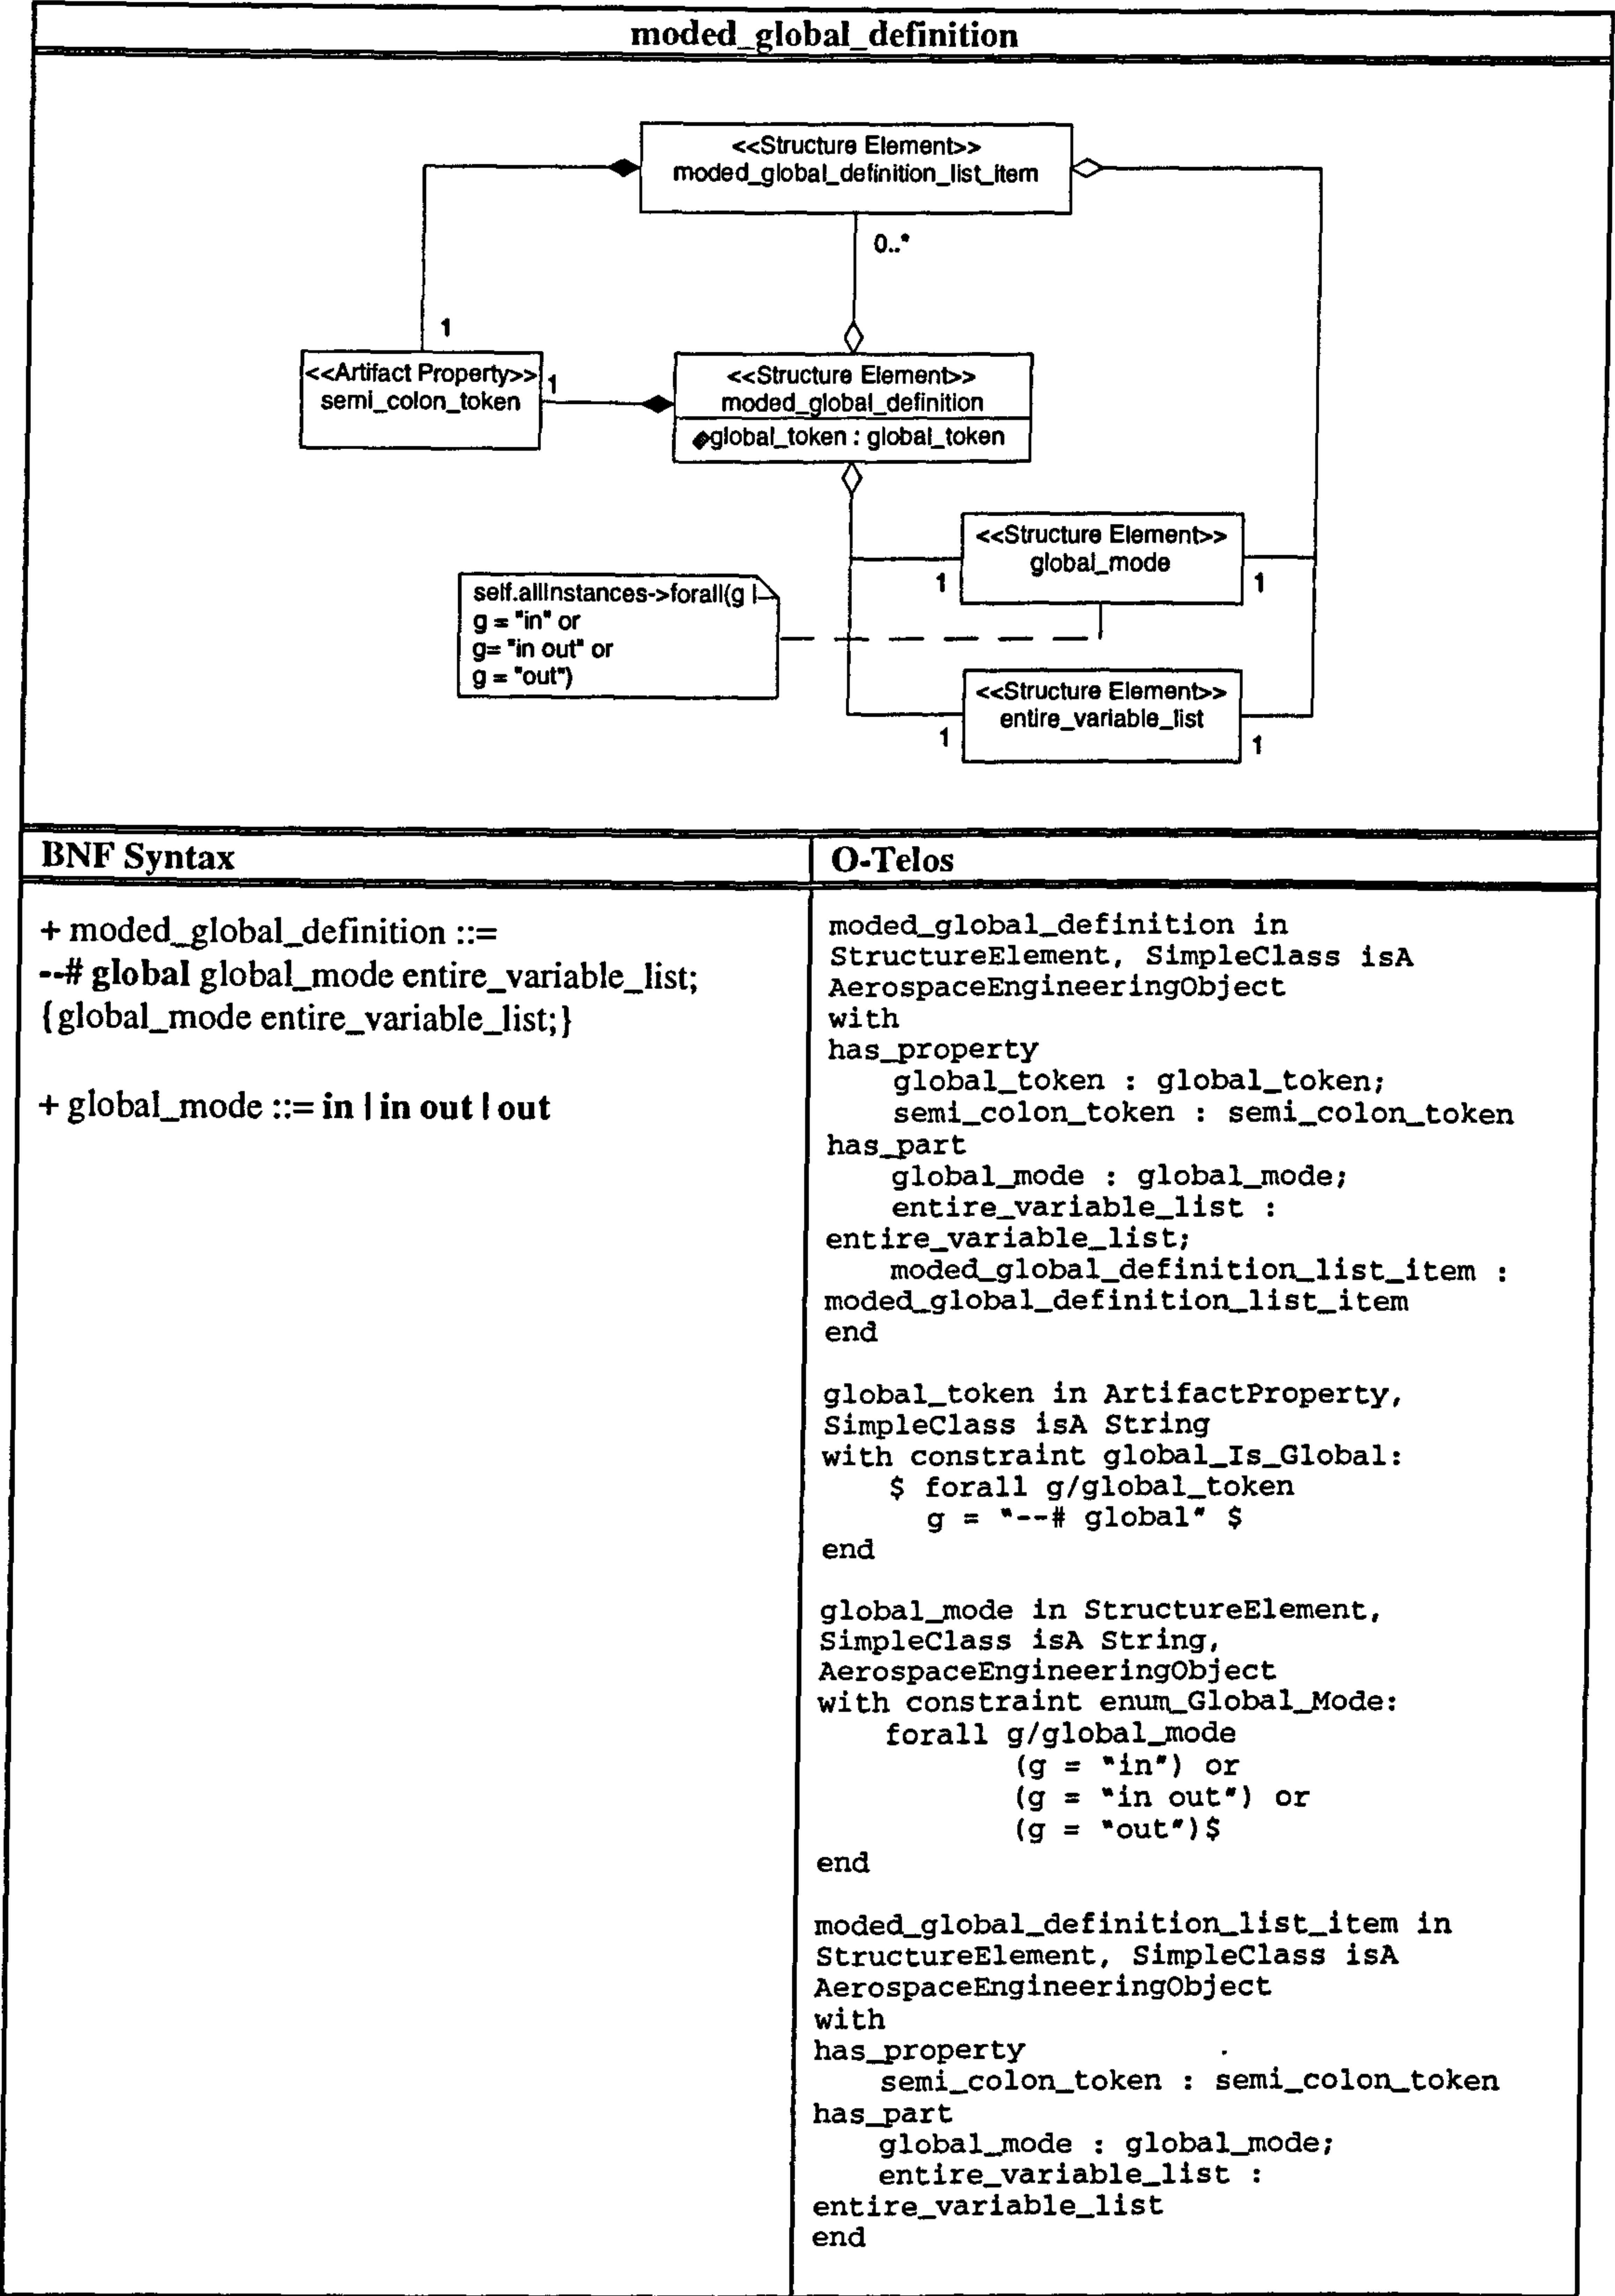 moded_global_definition
<<Structure Element>>
moded_global_definition_list_item
0..*
1
<<Artifact Property>>
semi_colon_token
1
<<Structure Element>>
moded_global_definition
global_token : global_token
<<Structure Element>>
global_mode
1
1
self.allInstances->forall(g |
g = "in" or
g= "in out" or
g = "out")
<<Structure Element>>
entire_variable_list
1
1
BNF Syntax
+ moded_global_definition ::=
--# global global_mode entire_variable_list;
{global_mode entire_variable_list;}
+ global_mode ::= in | in out | out
O-Telos
moded_global_definition in
StructureElement, SimpleClass isA
AerospaceEngineeringObject
with
has_property
global_token : global_token;
semi_colon_token : semi_colon_token
has_part
global_mode : global_mode;
entire_variable_list :
entire_variable_list;
moded_global_definition_list_item :
moded_global_definition_list_item
end
global_token in ArtifactProperty,
SimpleClass isA String
with constraint global_Is_Global:
$ forall g/global_token
g = "--# global" $
end
global_mode in StructureElement,
SimpleClass isA String,
AerospaceEngineeringObject
with constraint enum_Global_Mode:
forall g/global_mode
(g = "in") or
(g = "in out") or
(g = "out")$
end
moded_global_definition_list_item in
StructureElement, SimpleClass isA
AerospaceEngineeringObject
with
has_property
semi_colon_token : semi_colon_token
has_part
global_mode : global_mode;
entire_variable_list :
entire_variable_list
end